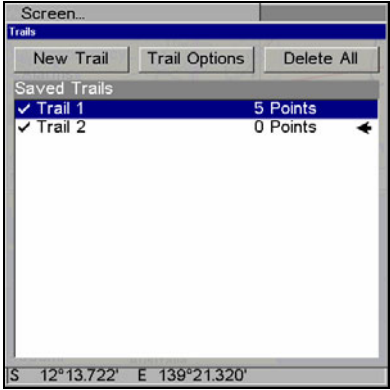 Screen...
Trails
New Trail Trail Options Delete All
Saved Trails
✓ Trail 1 5 Points
✓ Trail 2 0 Points
S 12°13.722' E 139°21.320'